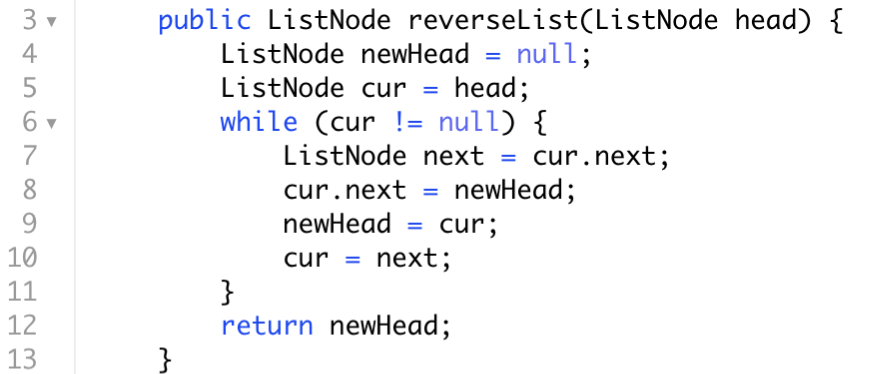 3 ▼ public ListNode reverseList(ListNode head) {
4 ListNode newHead = null;
5 ListNode cur = head;
6 ▼ while (cur != null) {
7 ListNode next = cur.next;
8 cur.next = newHead;
9 newHead = cur;
10 cur = next;
11 }
12 return newHead;
13 }